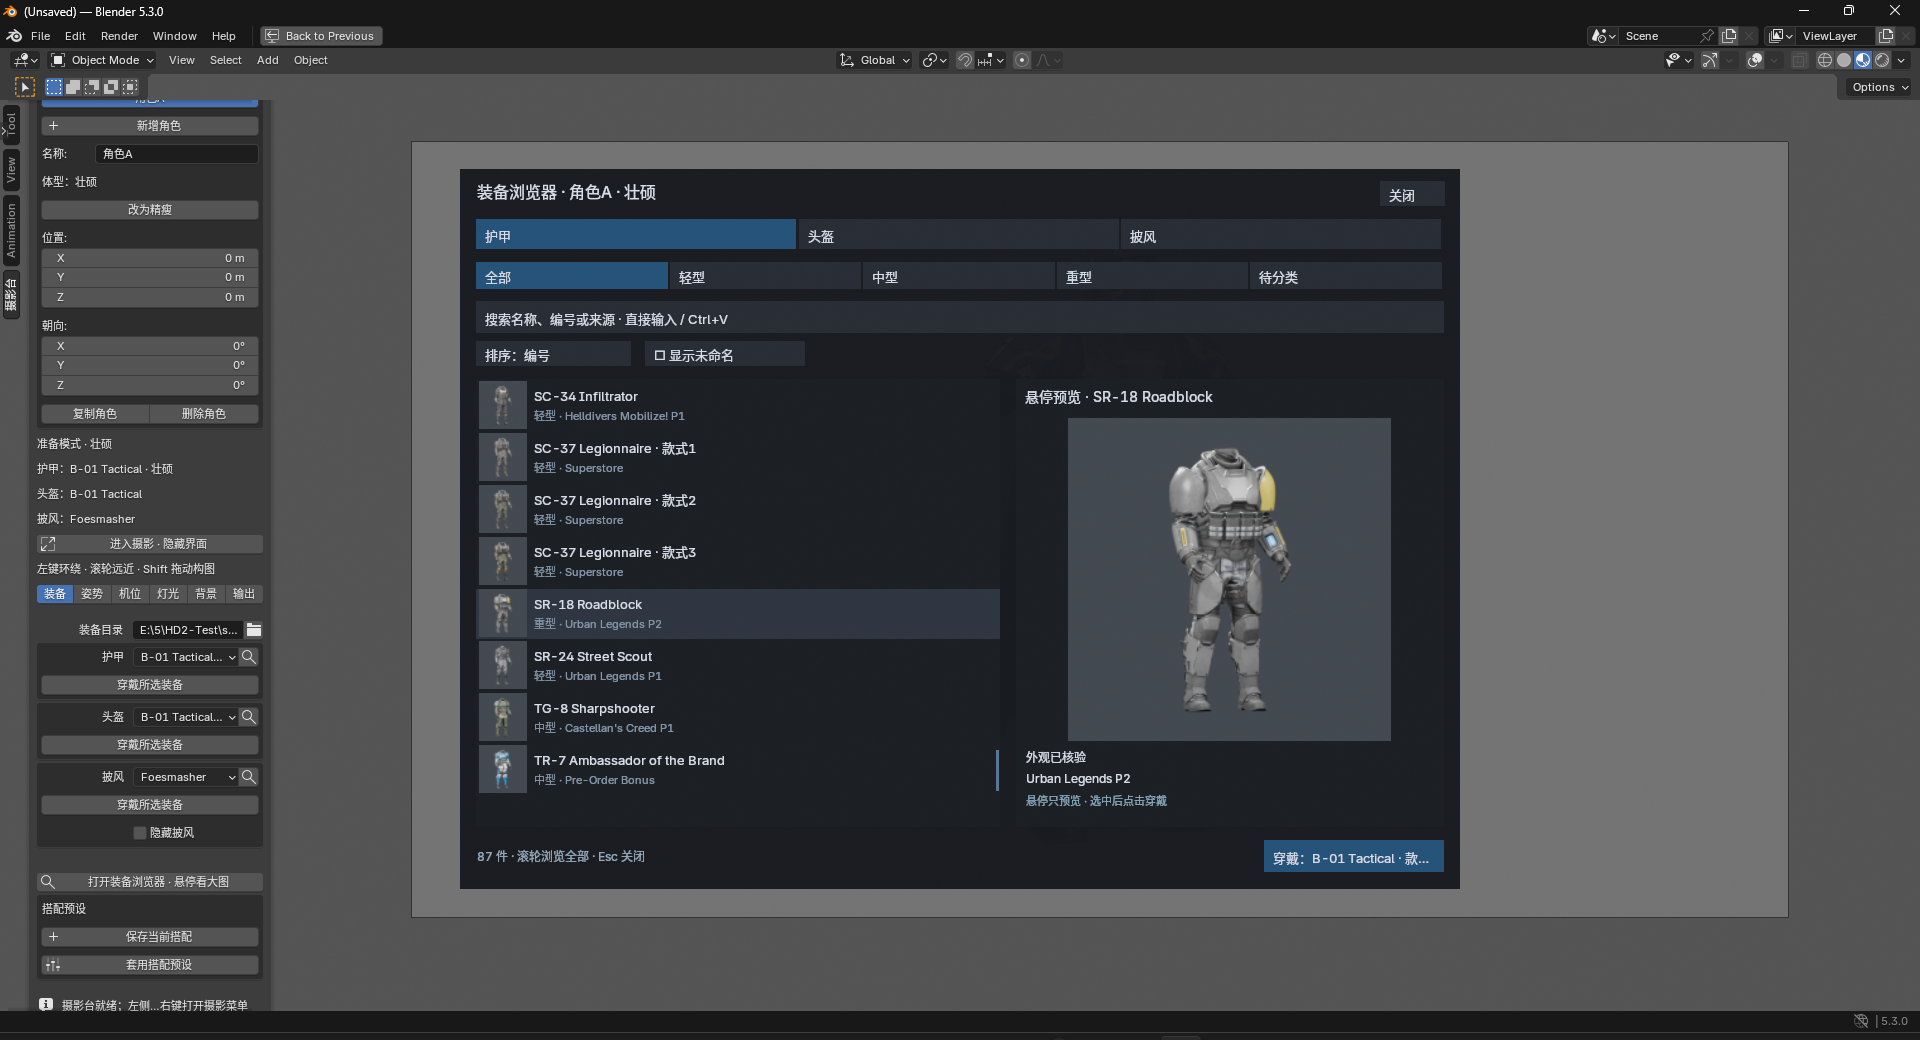 (Unsaved) — Blender 5.3.0
File Edit Render Window Help Back to Previous Scene ViewLayer
Object Mode View Select Add Object Global
Options
Tool
View
Animation
摄影台
角色A
新增角色
名称: 角色A
体型: 壮硕
改为精瘦
位置:
X 0 m
Y 0 m
Z 0 m
朝向:
X 0°
Y 0°
Z 0°
复制角色 删除角色
准备模式 · 壮硕
护甲: B-01 Tactical · 壮硕
头盔: B-01 Tactical
披风: Foesmasher
进入摄影 · 隐藏界面
左键环绕 · 滚轮远近 · Shift 拖动构图
装备 姿势 机位 灯光 背景 输出
装备目录 E:\5\HD2-Test\s...
护甲 B-01 Tactical...
穿戴所选装备
头盔 B-01 Tactical...
穿戴所选装备
披风 Foesmasher
穿戴所选装备
隐藏披风
打开装备浏览器 · 悬停看大图
搭配预设
保存当前搭配
套用搭配预设
摄影台就绪; 左侧...右键打开摄影菜单
装备浏览器 · 角色A · 壮硕
关闭
护甲 头盔 披风
全部 轻型 中型 重型 待分类
搜索名称、编号或来源 · 直接输入 / Ctrl+V
排序: 编号 显示未命名
SC-34 Infiltrator
轻型 · Helldivers Mobilize! P1
SC-37 Legionnaire · 款式1
轻型 · Superstore
SC-37 Legionnaire · 款式2
轻型 · Superstore
SC-37 Legionnaire · 款式3
轻型 · Superstore
SR-18 Roadblock
重型 · Urban Legends P2
SR-24 Street Scout
轻型 · Urban Legends P1
TG-8 Sharpshooter
中型 · Castellan's Creed P1
TR-7 Ambassador of the Brand
中型 · Pre-Order Bonus
悬停预览 · SR-18 Roadblock
外观已核验
Urban Legends P2
悬停只预览 · 选中后点击穿戴
87 件 · 滚轮浏览全部 · Esc 关闭
穿戴: B-01 Tactical · 款...
5.3.0